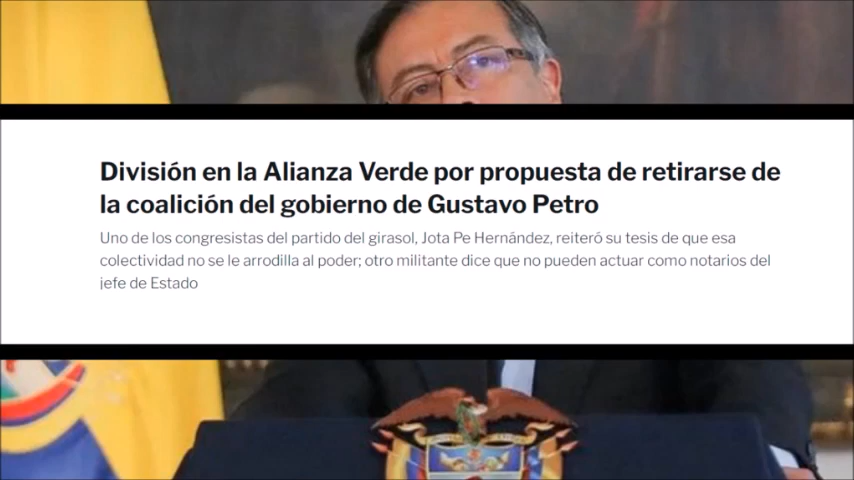 División en la Alianza Verde por propuesta de retirarse de
la coalición del gobierno de Gustavo Petro
Uno de los congresistas del partido del girasol, Jota Pe Hernández, reiteró su tesis de que esa
colectividad no se le arrodilla al poder; otro militante dice que no pueden actuar como notarios del
jefe de Estado